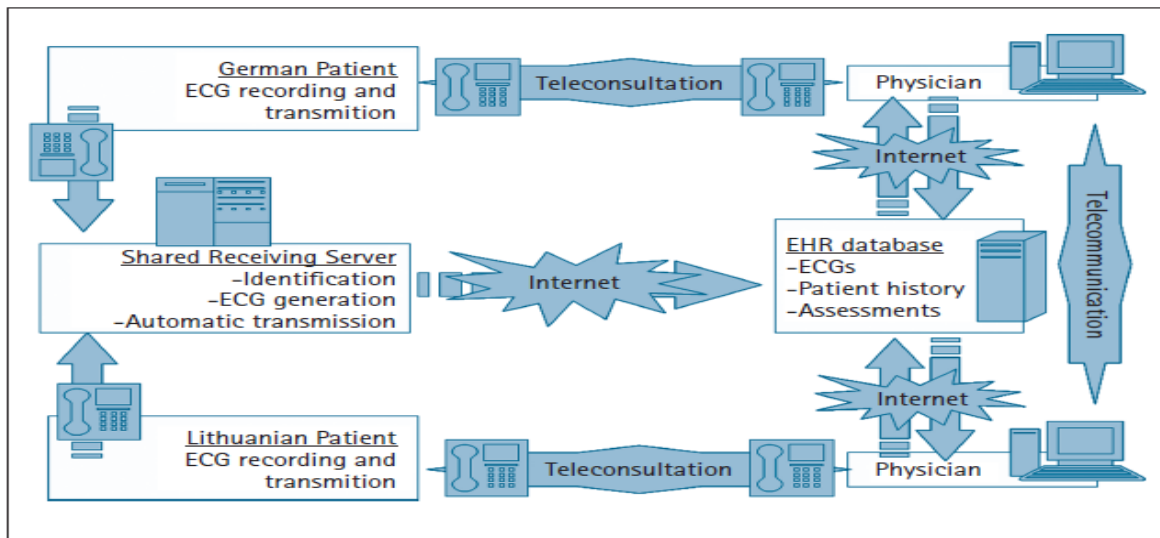 German Patient
ECG recording and
transmition
Teleconsultation
Physician
Internet
Shared Receiving Server
-Identification
-ECG generation
-Automatic transmission
Internet
EHR database
-ECGs
-Patient history
-Assessments
Telecommunication
Internet
Lithuanian Patient
ECG recording and
transmition
Teleconsultation
Physician